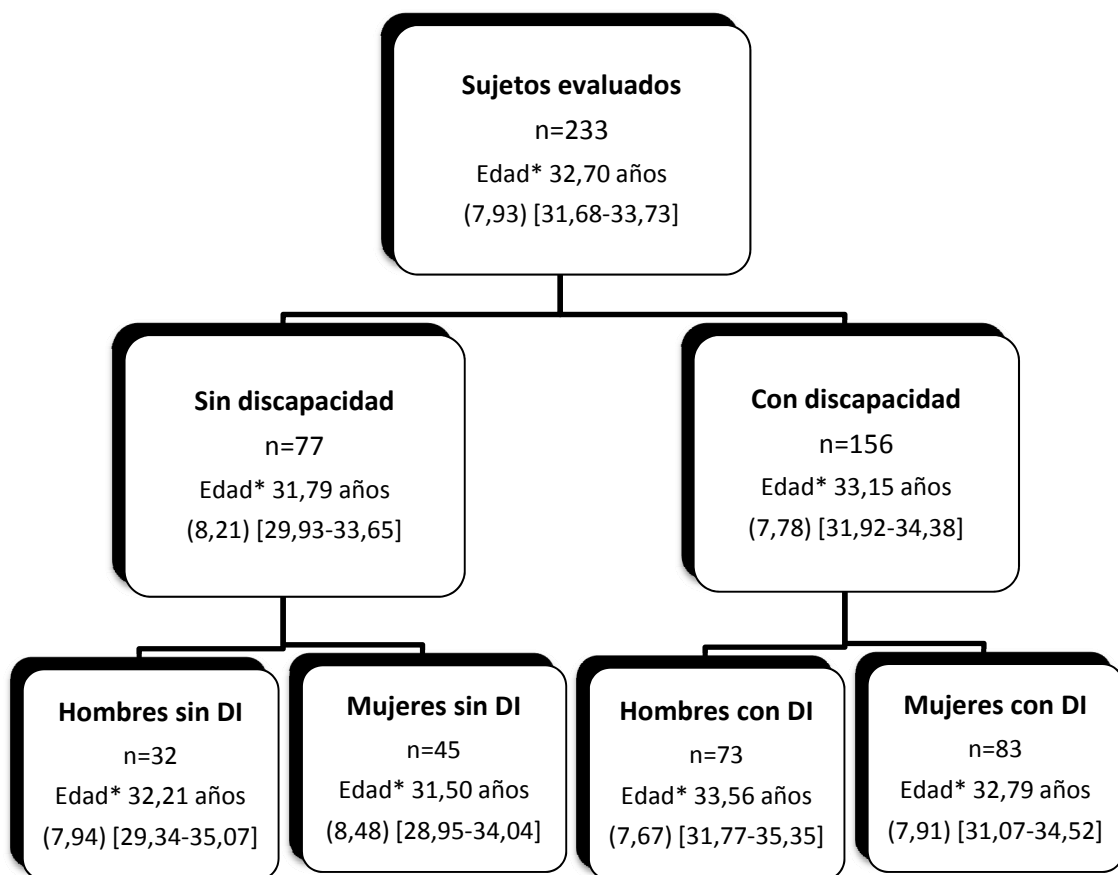 Sujetos evaluados
n=233
Edad* 32,70 años
(7,93) [31,68-33,73]
Sin discapacidad
n=77
Edad* 31,79 años
(8,21) [29,93-33,65]
Con discapacidad
n=156
Edad* 33,15 años
(7,78) [31,92-34,38]
Hombres sin DI
n=32
Edad* 32,21 años
(7,94) [29,34-35,07]
Mujeres sin DI
n=45
Edad* 31,50 años
(8,48) [28,95-34,04]
Hombres con DI
n=73
Edad* 33,56 años
(7,67) [31,77-35,35]
Mujeres con DI
n=83
Edad* 32,79 años
(7,91) [31,07-34,52]